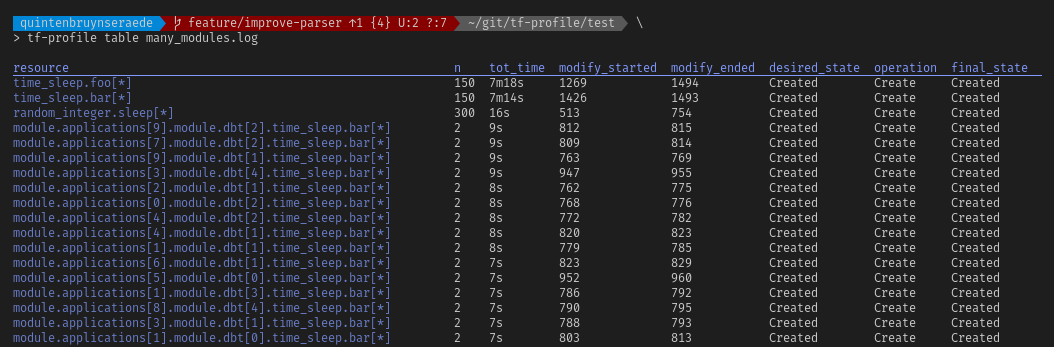 quintenbruynseraede feature/improve-parser ↑1 {4} U:2 ?:7 ~/git/tf-profile/test \
> tf-profile table many_modules.log
resource n tot_time modify_started modify_ended desired_state operation final_state
time_sleep.foo[*] 150 7m18s 1269 1494 Created Create Created
time_sleep.bar[*] 150 7m14s 1426 1493 Created Create Created
random_integer.sleep[*] 300 16s 513 754 Created Create Created
module.applications[9].module.dbt[2].time_sleep.bar[*] 2 9s 812 815 Created Create Created
module.applications[7].module.dbt[2].time_sleep.bar[*] 2 9s 809 814 Created Create Created
module.applications[9].module.dbt[1].time_sleep.bar[*] 2 9s 763 769 Created Create Created
module.applications[3].module.dbt[4].time_sleep.bar[*] 2 9s 947 955 Created Create Created
module.applications[2].module.dbt[1].time_sleep.bar[*] 2 8s 762 775 Created Create Created
module.applications[0].module.dbt[2].time_sleep.bar[*] 2 8s 768 776 Created Create Created
module.applications[4].module.dbt[2].time_sleep.bar[*] 2 8s 772 782 Created Create Created
module.applications[4].module.dbt[1].time_sleep.bar[*] 2 8s 820 823 Created Create Created
module.applications[1].module.dbt[1].time_sleep.bar[*] 2 8s 779 785 Created Create Created
module.applications[6].module.dbt[1].time_sleep.bar[*] 2 7s 823 829 Created Create Created
module.applications[5].module.dbt[0].time_sleep.bar[*] 2 7s 952 960 Created Create Created
module.applications[1].module.dbt[3].time_sleep.bar[*] 2 7s 786 792 Created Create Created
module.applications[8].module.dbt[4].time_sleep.bar[*] 2 7s 790 795 Created Create Created
module.applications[3].module.dbt[1].time_sleep.bar[*] 2 7s 788 793 Created Create Created
module.applications[1].module.dbt[0].time_sleep.bar[*] 2 7s 803 813 Created Create Created